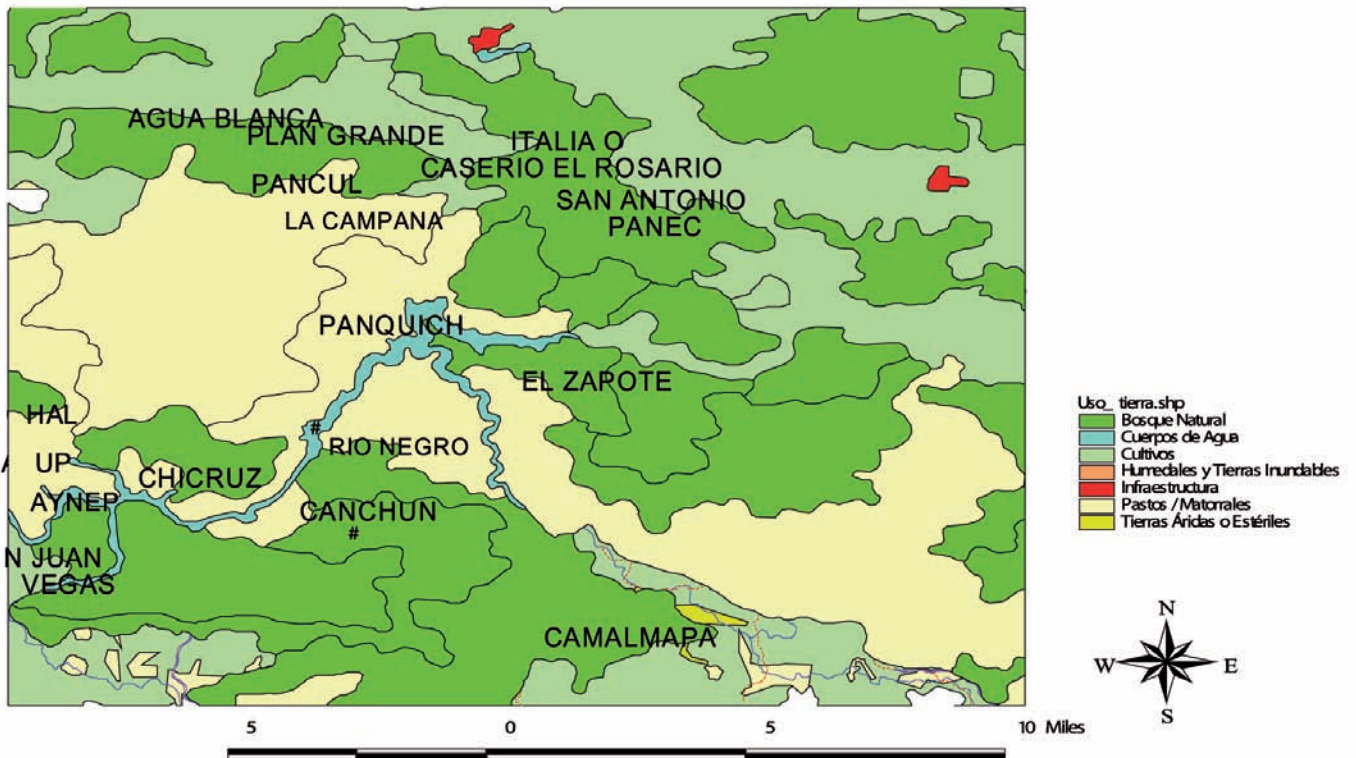 AGUA BLANCA
PLAN GRANDE
ITALIA O
CASERIO EL ROSARIO
PANCUL
SAN ANTONIO
PANEC
LA CAMPANA
PANQUICH
EL ZAPOTE
HAL
#
RIO NEGRO
A UP
CHICRUZ
AYNEP
CANCHUN
#
N JUAN
VEGAS
CAMALMAPA
Uso_ tierra.shp
Bosque Natural
Cuerpos de Agua
Cultivos
Humedales y Tierras Inundables
Infraestructura
Pastos / Matorrales
Tierras Áridas o Estériles
N
W E
S
5 0 5 10 Miles